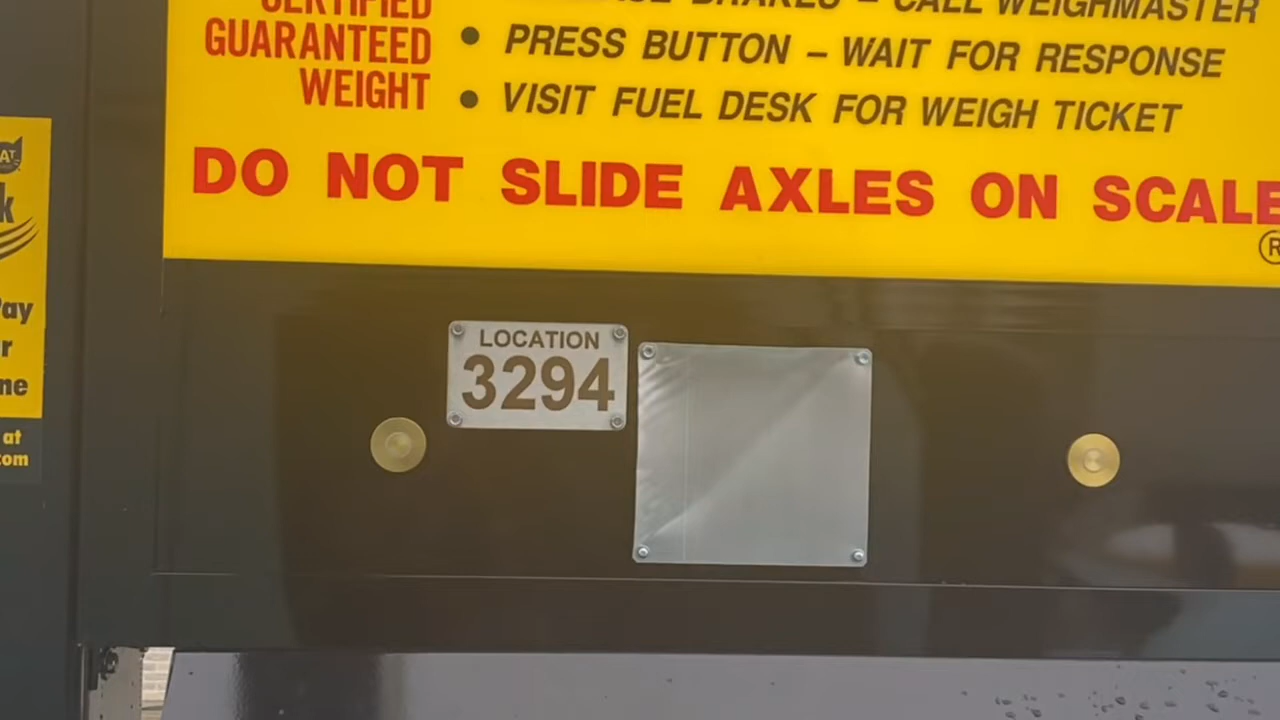 CERTIFIED
GUARANTEED
WEIGHT
BRAKES – CALL WEIGHMASTER
• PRESS BUTTON – WAIT FOR RESPONSE
• VISIT FUEL DESK FOR WEIGH TICKET
DO NOT SLIDE AXLES ON SCALE
®
LOCATION
3294
at